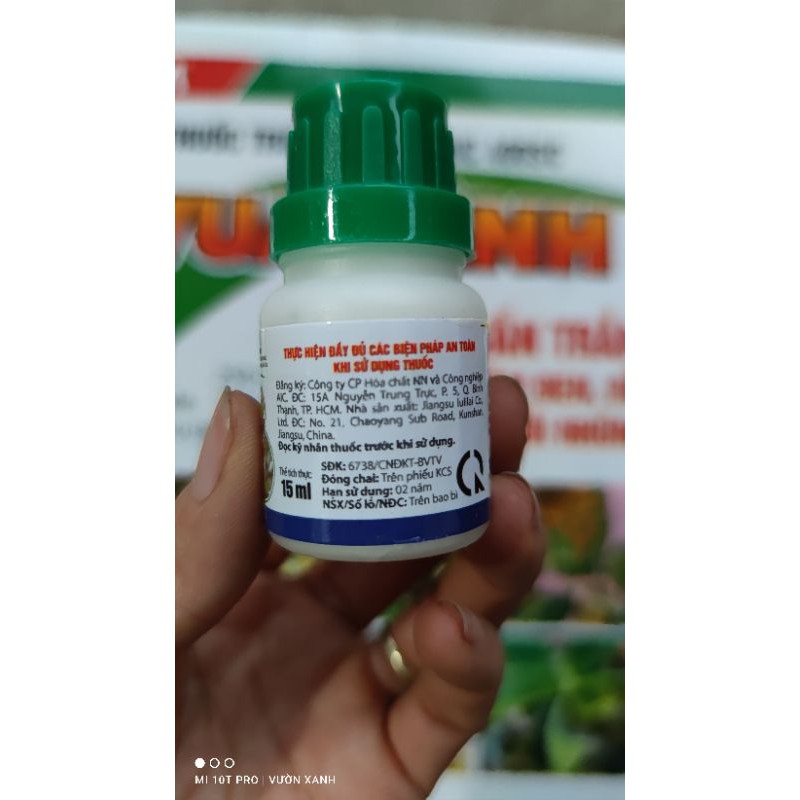 THỰC HIỆN ĐẦY ĐỦ CÁC BIỆN PHÁP AN TOÀN
KHI SỬ DỤNG THUỐC
Đăng ký: Công ty CP Hóa chất NN và Công nghiệp
AIC. ĐC: 15A Nguyễn Trung Trực, P. 5, Q. Bình
Thạnh, TP. HCM. Nhà sản xuất: Jiangsu Iulilai Co.,
Ltd. ĐC: No. 21, Chaoyang Sub Road, Kunshan,
Jiangsu, China.
Đọc kỹ nhãn thuốc trước khi sử dụng.
Thể tích thực:
15 ml
SĐK: 6738/CNĐKT-BVTV
Đóng chai: Trên phiếu KCS
Hạn sử dụng: 02 năm
NSX/Số lô/NĐC: Trên bao bì
MI 10T PRO | VƯỜN XANH